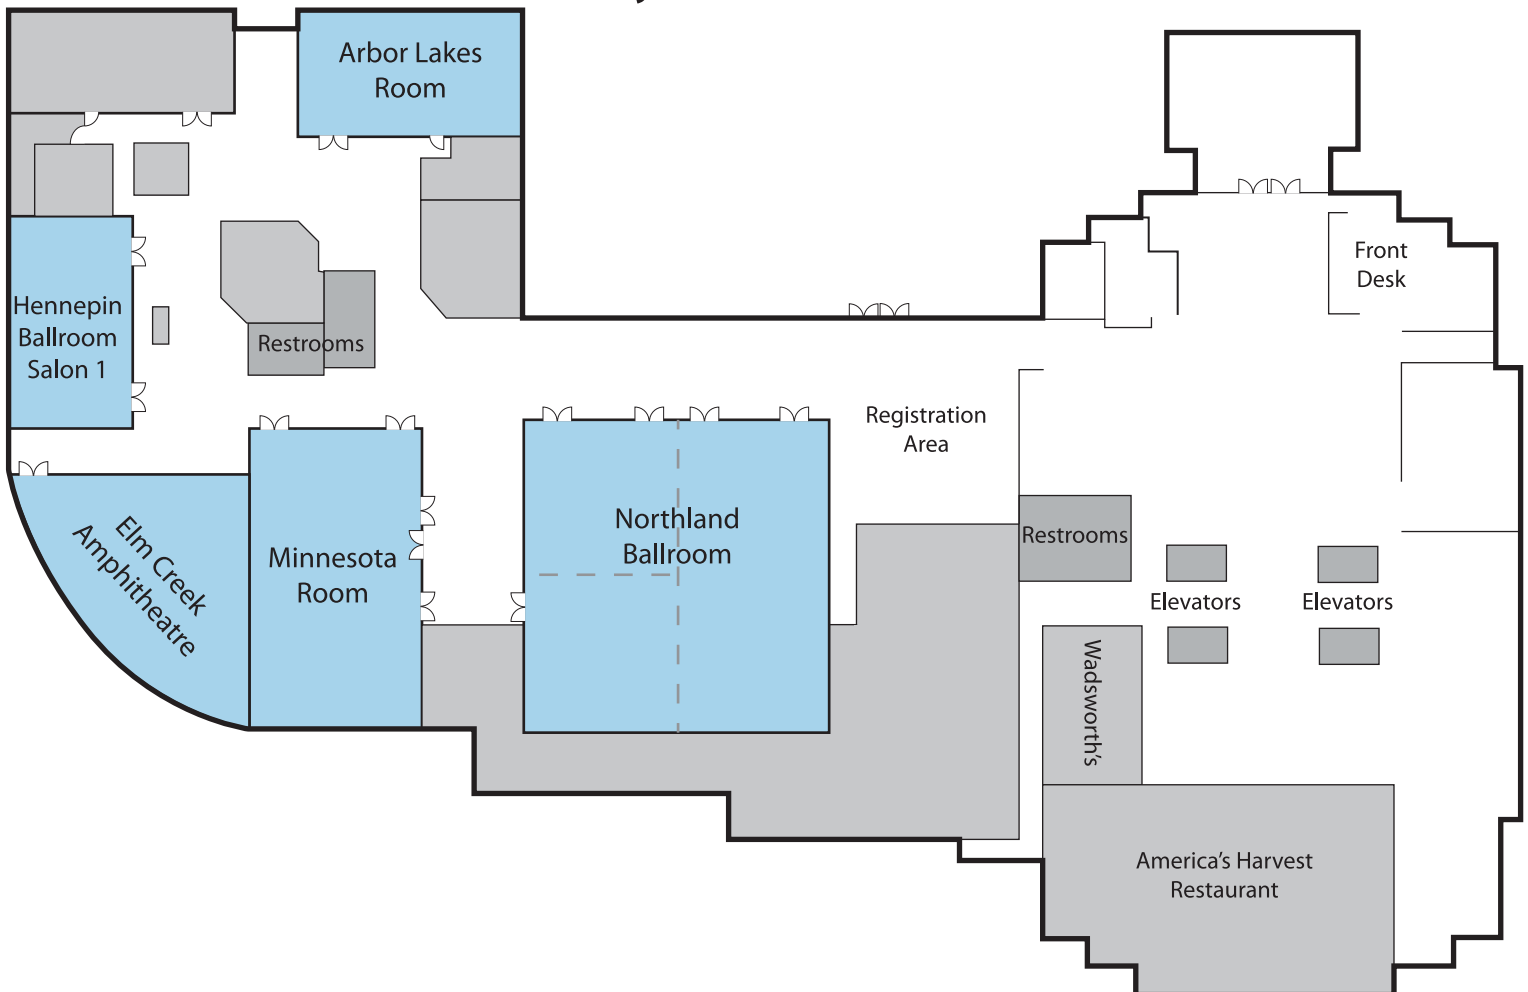 Arbor Lakes
Room
Front
Desk
Hennepin
Ballroom
Salon 1
Restrooms
Registration
Area
Elm Creek
Amphitheatre
Minnesota
Room
Northland
Ballroom
Restrooms
Elevators
Elevators
Wadsworth's
America's Harvest
Restaurant